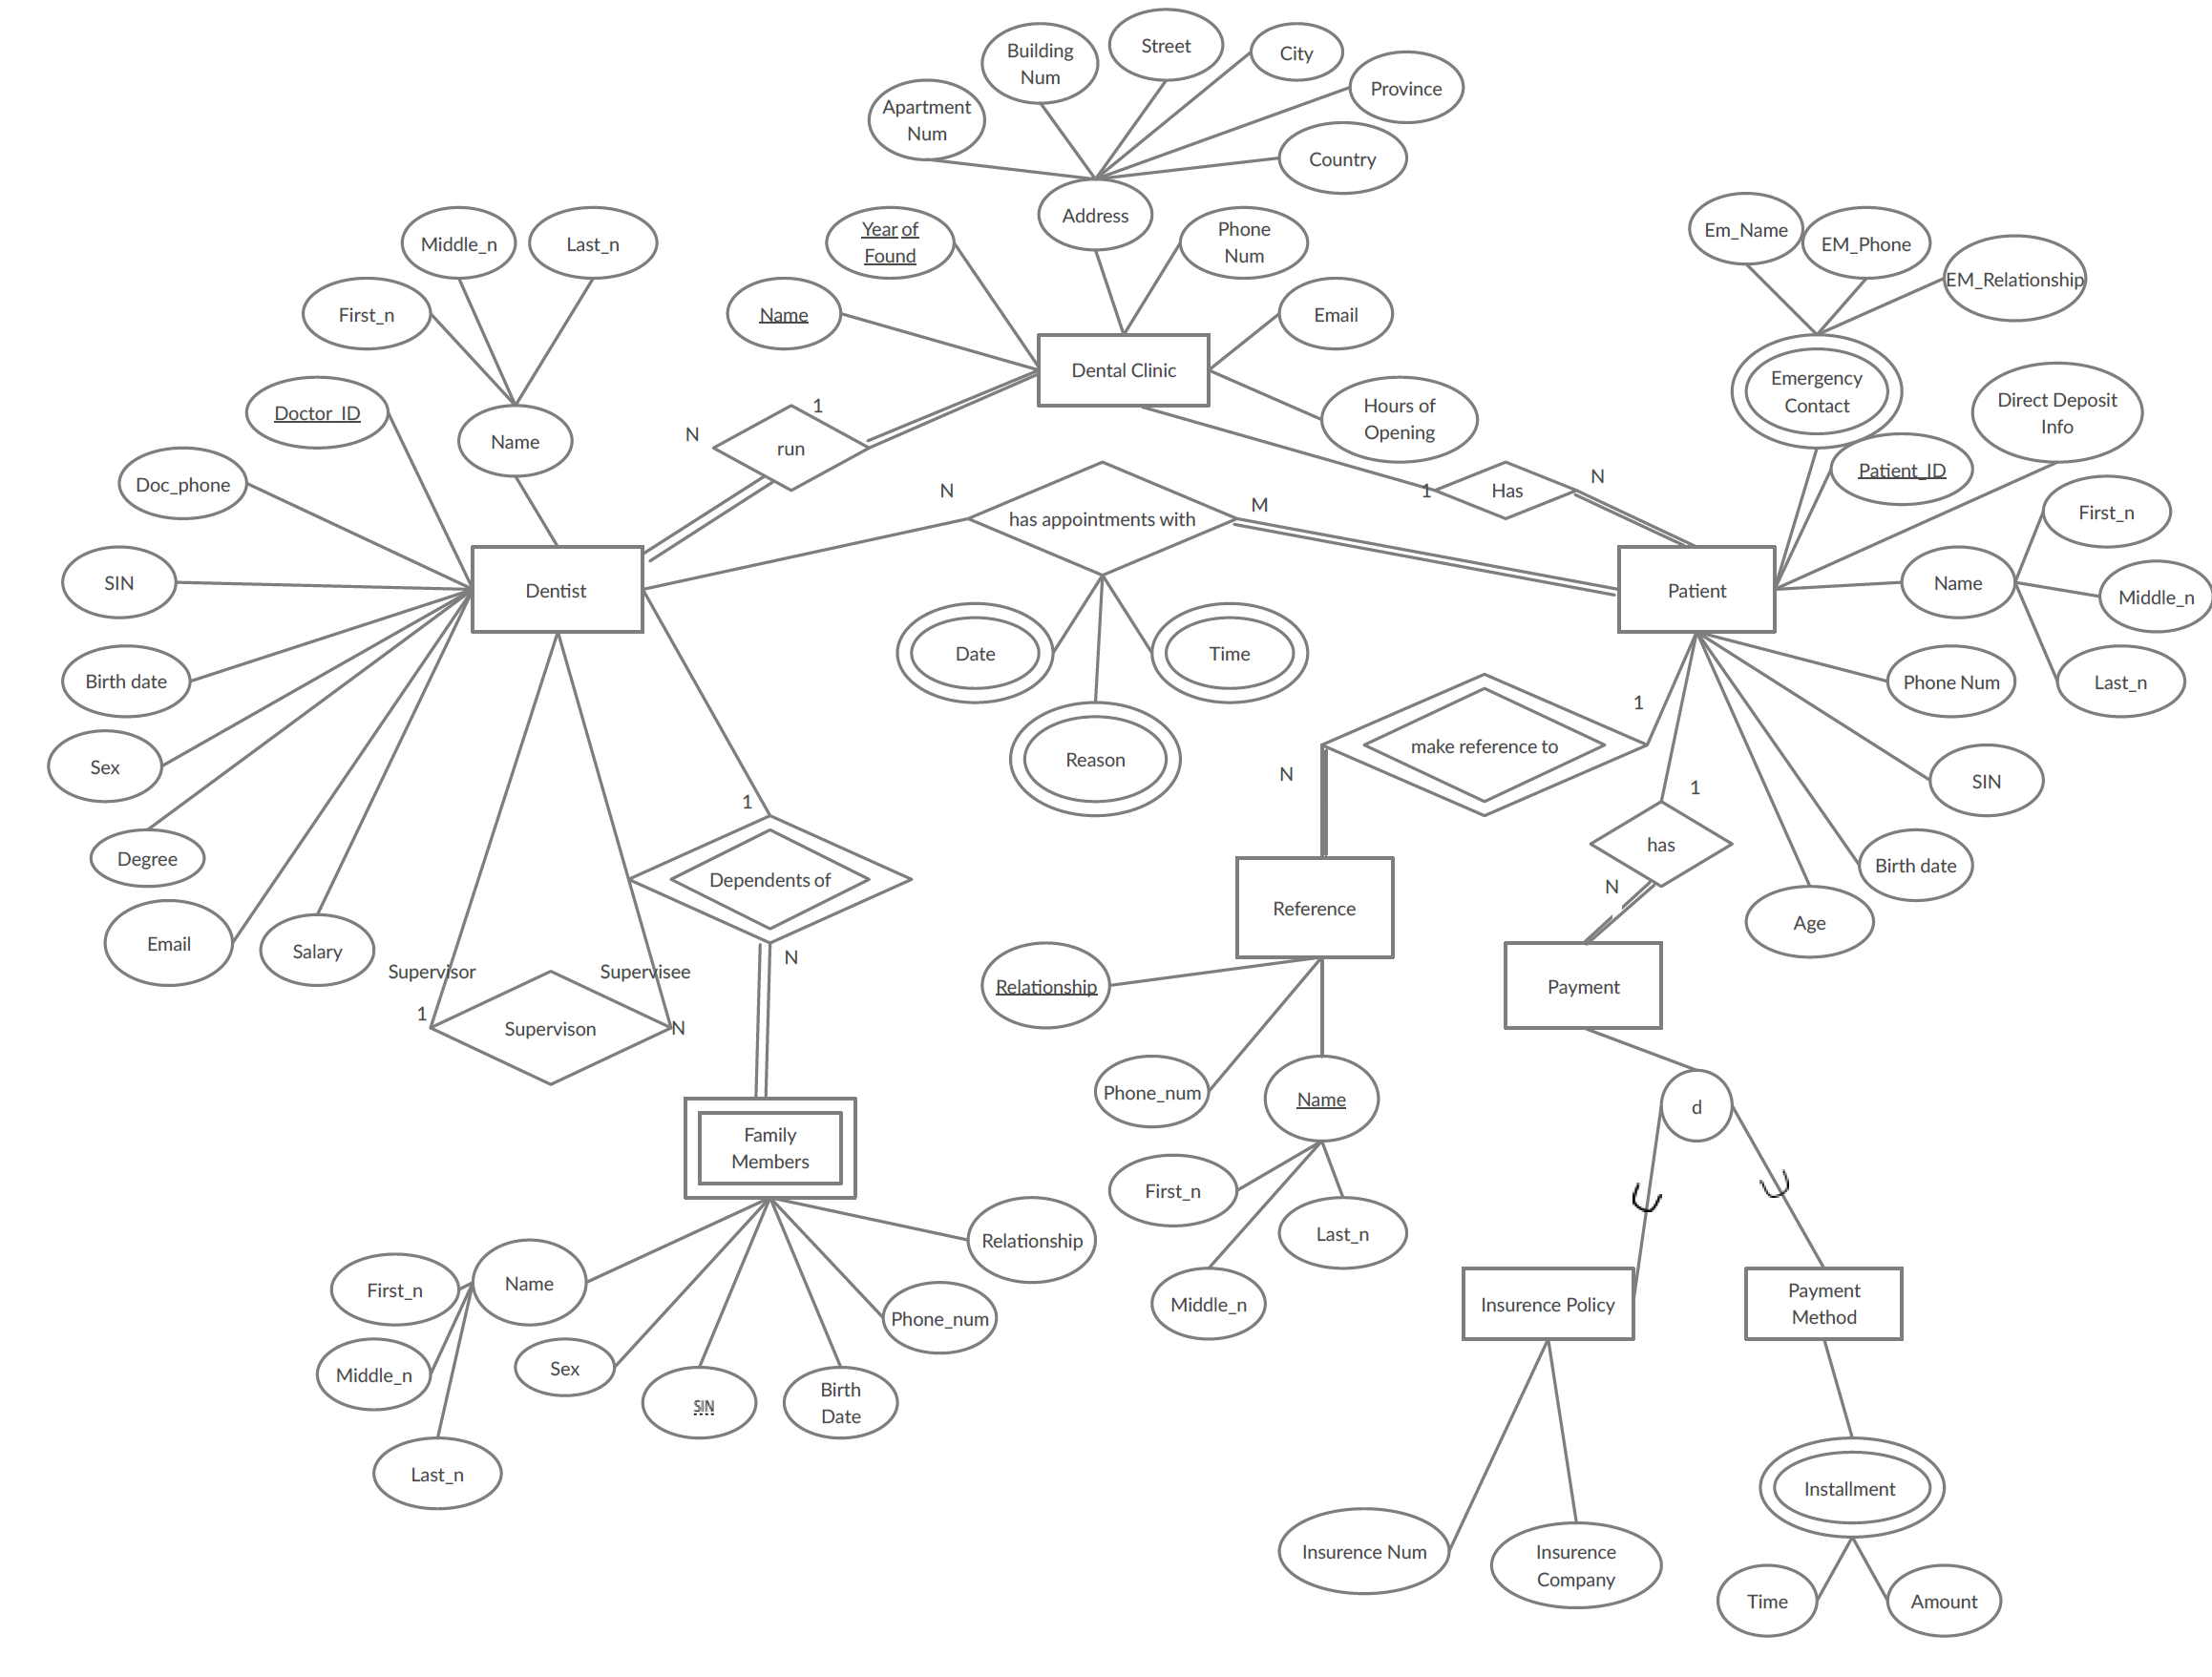 Building
Num
Street
City
Province
Apartment
Num
Country
Address
Year of
Found
Phone
Num
Name
Email
Dental Clinic
Hours of
Opening
Middle_n
Last_n
First_n
Doctor_ID
Name
Doc_phone
SIN
Birth date
Sex
Degree
Email
Salary
Dentist
N
1
run
N
M
has appointments with
Date
Time
Reason
1
Has
N
Em_Name
EM_Phone
EM_Relationship
Emergency
Contact
Direct Deposit
Info
Patient_ID
First_n
Name
Middle_n
Last_n
Patient
Phone Num
SIN
Birth date
Age
1
make reference to
N
1
has
N
Reference
Relationship
Phone_num
Name
First_n
Last_n
Middle_n
Payment
d
Insurence Policy
Payment
Method
Insurence Num
Insurence
Company
Installment
Time
Amount
1
Dependents of
N
Supervisor
Supervisee
1
Supervison
N
Family
Members
Relationship
Name
First_n
Middle_n
Last_n
Sex
SIN
Birth
Date
Phone_num